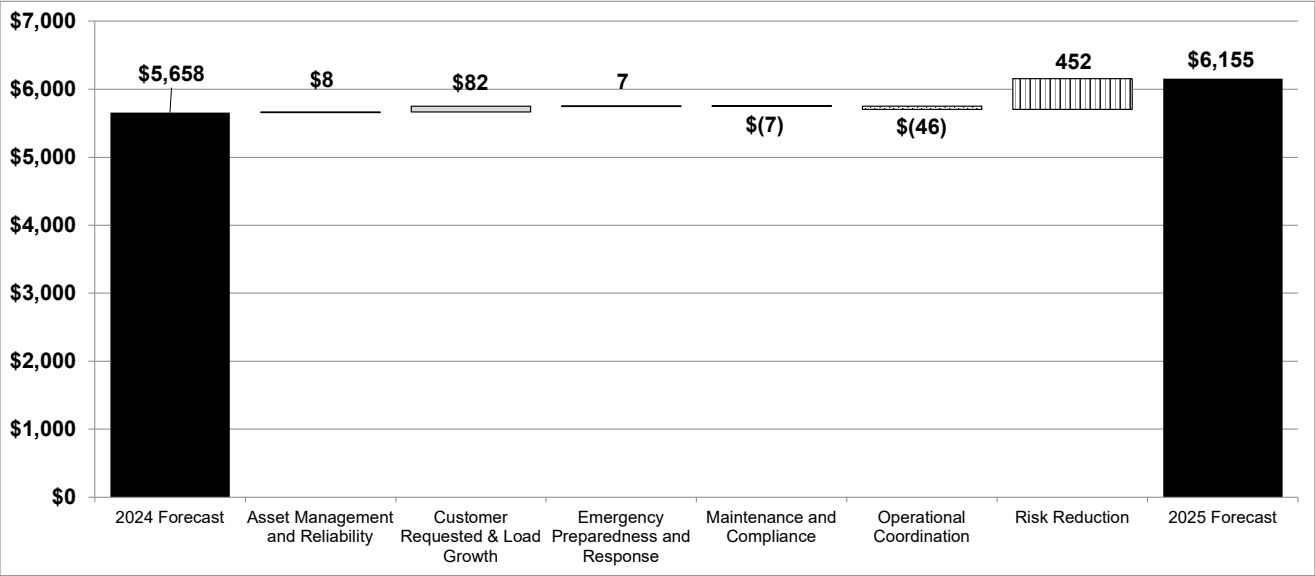 $7,000
$6,000
$5,000
$4,000
$3,000
$2,000
$1,000
$0
$5,658
$8
$82
7
$(7)
$(46)
452
$6,155
2024 Forecast
Asset Management
and Reliability
Customer
Requested & Load
Growth
Emergency
Preparedness and
Response
Maintenance and
Compliance
Operational
Coordination
Risk Reduction
2025 Forecast